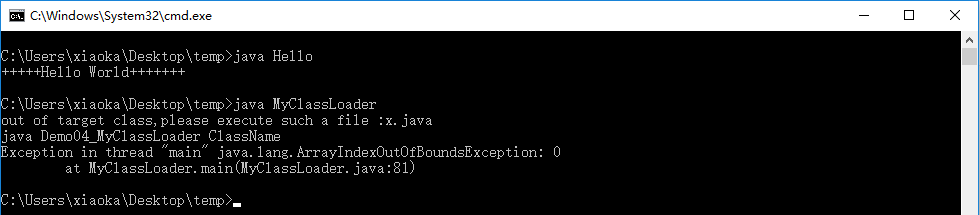 C:\Windows\System32\cmd.exe
C:\Users\xiaoka\Desktop\temp>java Hello
+++++Hello World+++++++
C:\Users\xiaoka\Desktop\temp>java MyClassLoader
out of target class,please execute such a file :x.java
java Demo04_MyClassLoader ClassName
Exception in thread "main" java.lang.ArrayIndexOutOfBoundsException: 0
        at MyClassLoader.main(MyClassLoader.java:81)
C:\Users\xiaoka\Desktop\temp>